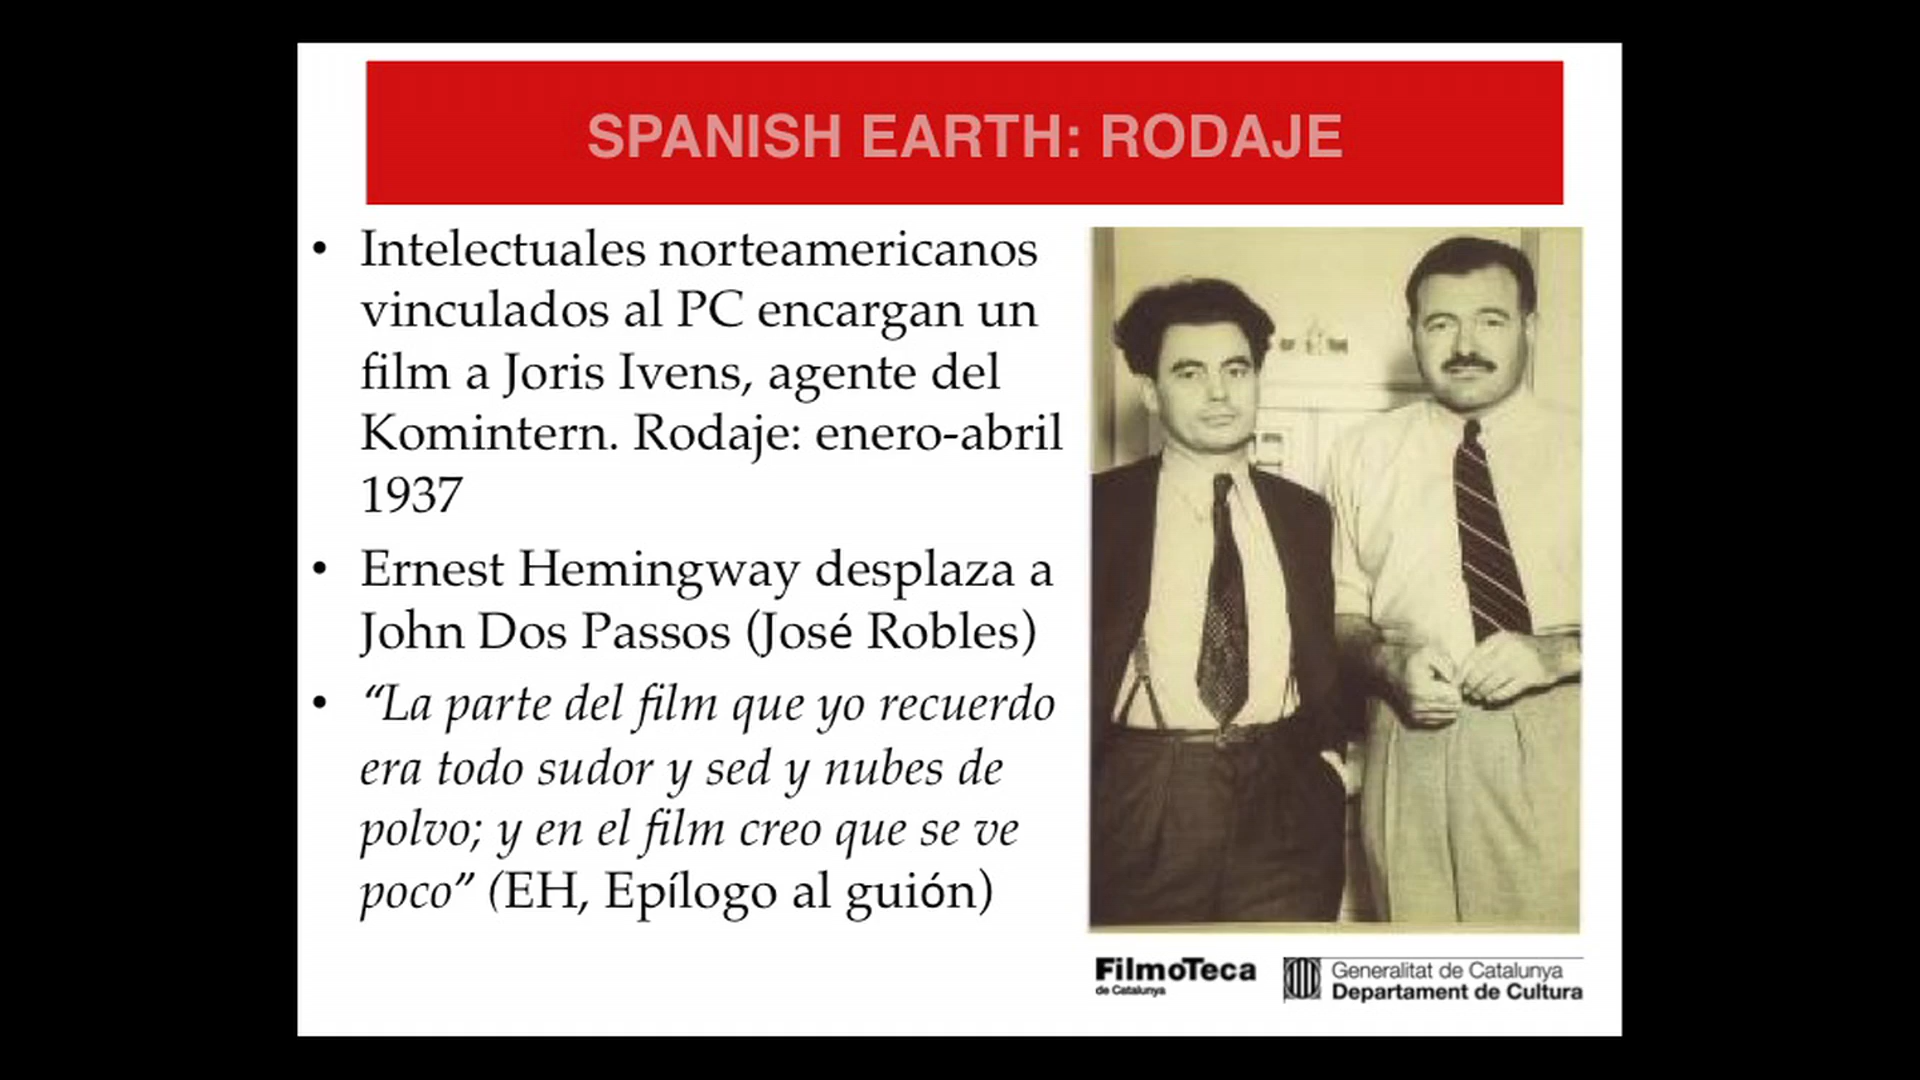 SPANISH EARTH: RODAJE
• Intelectuales norteamericanos
vinculados al PC encargan un
film a Joris Ivens, agente del
Komintern. Rodaje: enero-abril
1937
• Ernest Hemingway desplaza a
John Dos Passos (José Robles)
• “La parte del film que yo recuerdo
era todo sudor y sed y nubes de
polvo; y en el film creo que se ve
poco” (EH, Epílogo al guión)
FilmoTeca
de Catalunya
Generalitat de Catalunya
Departament de Cultura